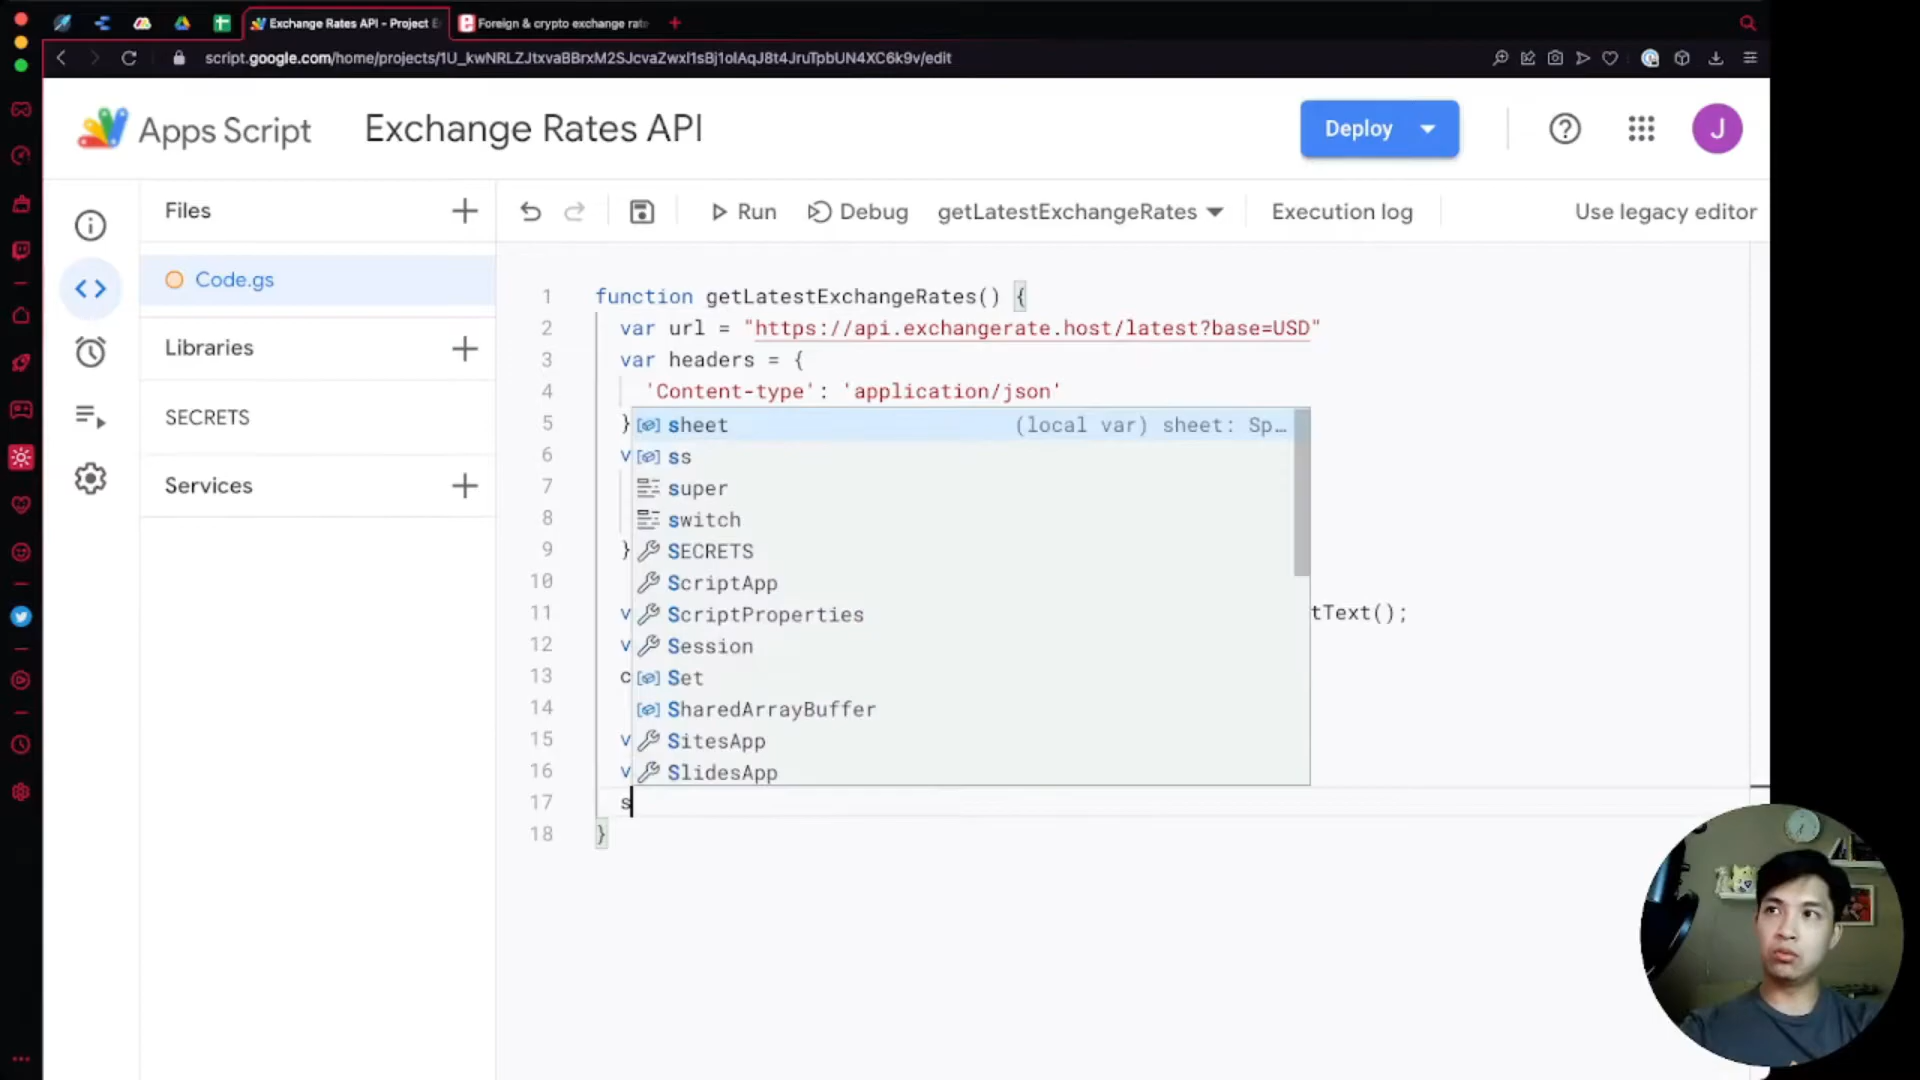 Exchange Rates API - Project E
Foreign & crypto exchange rate
script.google.com/home/projects/1U_kwNRLZJtxvaBBrxM2SJcvaZwxI1sBj1olAqJ8t4JruTpbUN4XC6k9v/edit
Apps Script
Exchange Rates API
Deploy
J
Files
Run
Debug
getLatestExchangeRates
Execution log
Use legacy editor
Code.gs
Libraries
SECRETS
Services
1 function getLatestExchangeRates() {
2 var url = "https://api.exchangerate.host/latest?base=USD"
3 var headers = {
4 'Content-type': 'application/json'
5 }
sheet (local var) sheet: Sp…
6 v
ss
7
super
8
switch
9 }
SECRETS
10
ScriptApp
11 v
ScriptProperties
tText();
12 v
Session
13 c
Set
14
SharedArrayBuffer
15 v
SitesApp
16 v
SlidesApp
17 s
18 }